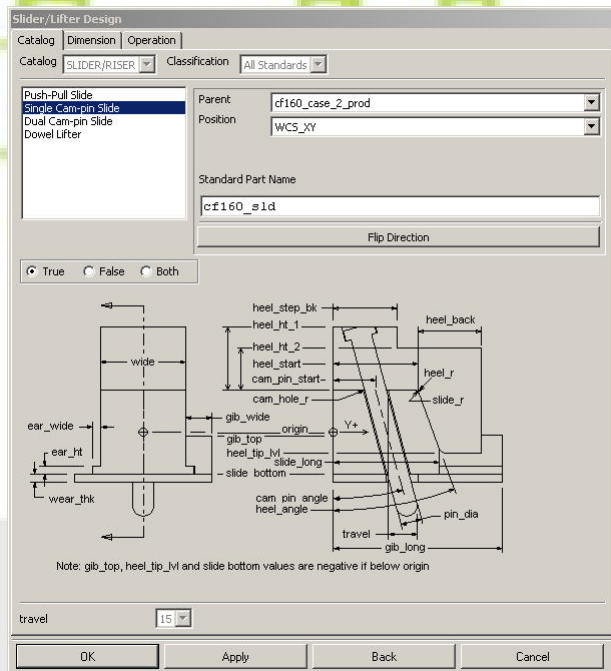 Slider/Lifter Design
Catalog Dimension Operation
Catalog SLIDER/RISER Classification All Standards
Push-Pull Slide
Single Cam-pin Slide
Dual Cam-pin Slide
Dowel Lifter
Parent cf160_case_2_prod
Position WCS_XY
Standard Part Name
cf160_sld
Flip Direction
True False Both
heel_step_bk
heel_ht_1
heel_back
heel_ht_2
wide
heel_start
cam_pin_start
heel_r
cam_hole_r
slide_r
gib_wide
ear_wide
origin Y+
gib_top
ear_ht
heel_tip_lvl
slide_long
slide bottom
wear_thk
cam pin angle
heel_angle
pin_dia
travel
gib_long
Note: gib_top, heel_tip_lvl and slide bottom values are negative if below origin
travel 15
OK Apply Back Cancel